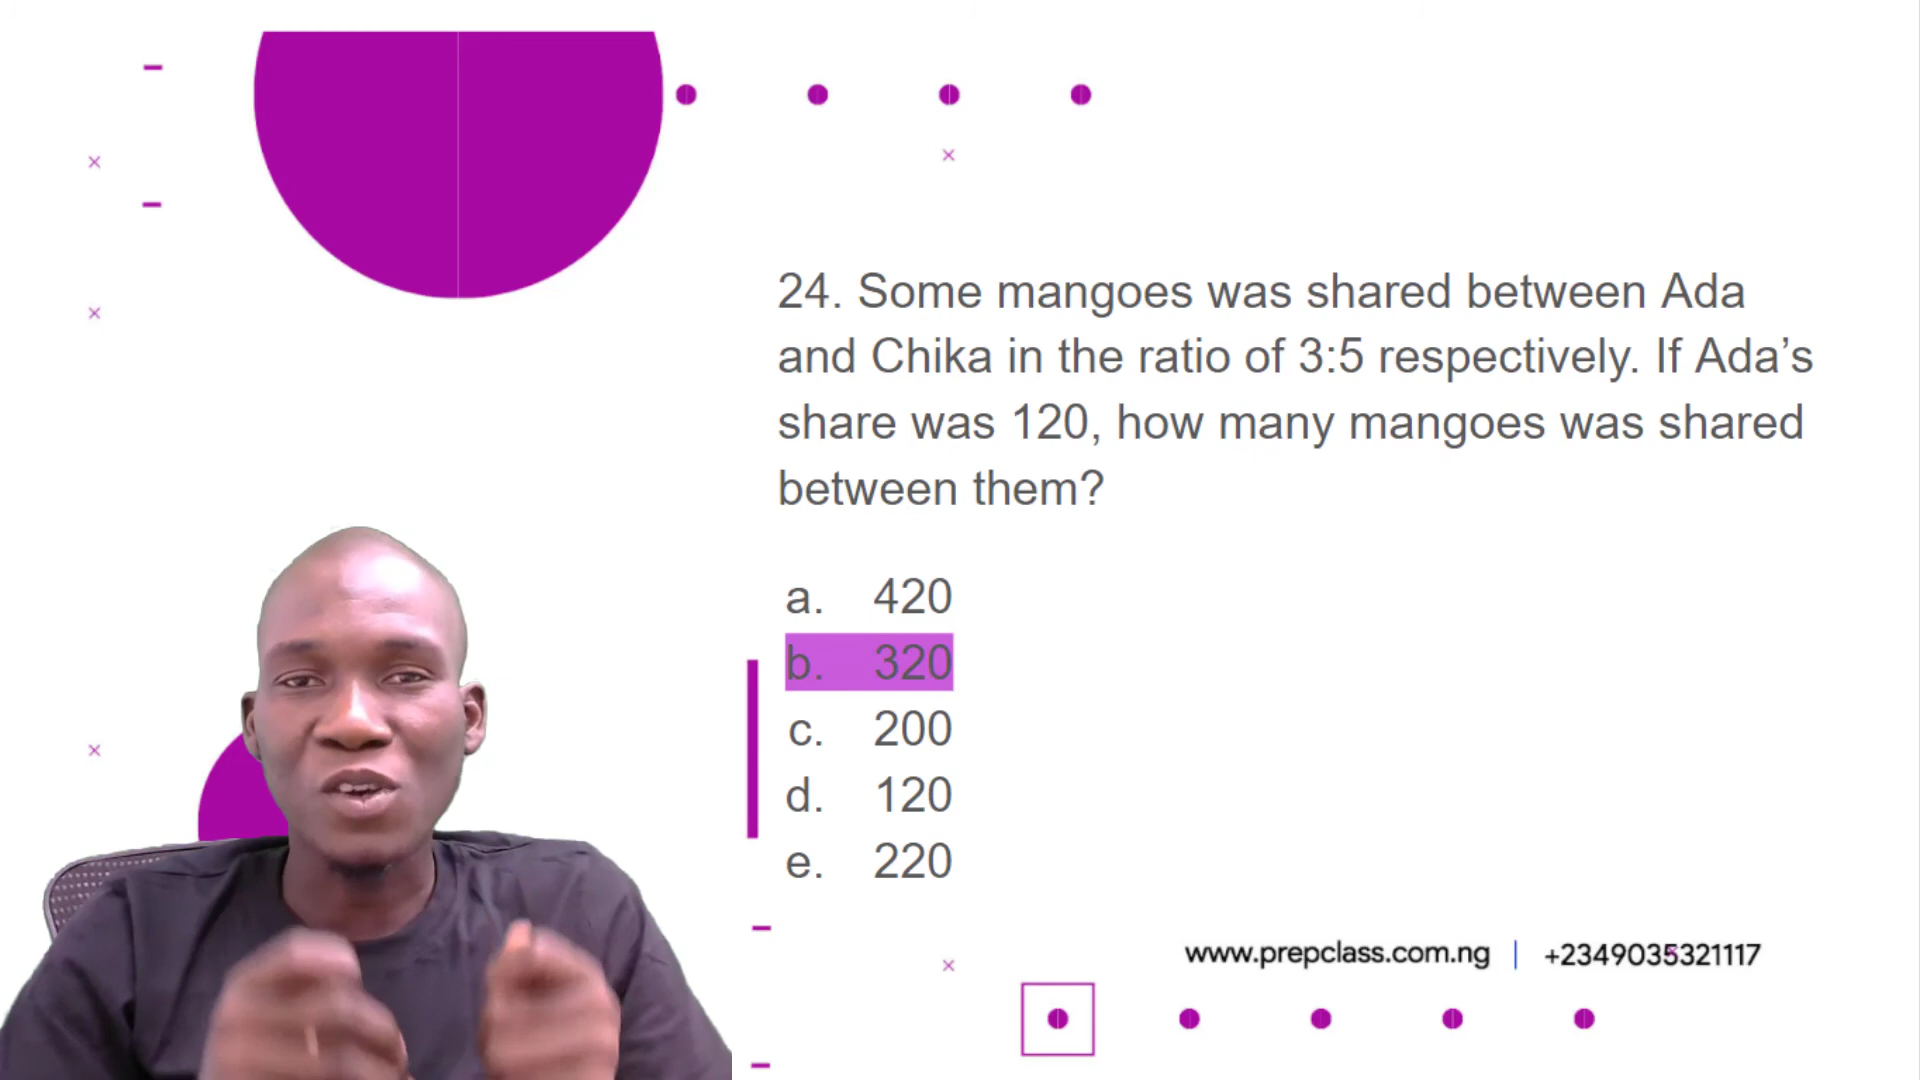 24. Some mangoes was shared between Ada
and Chika in the ratio of 3:5 respectively. If Ada’s
share was 120, how many mangoes was shared
between them?
a. 420
b. 320
c. 200
d. 120
e. 220
www.prepclass.com.ng | +2349035321117